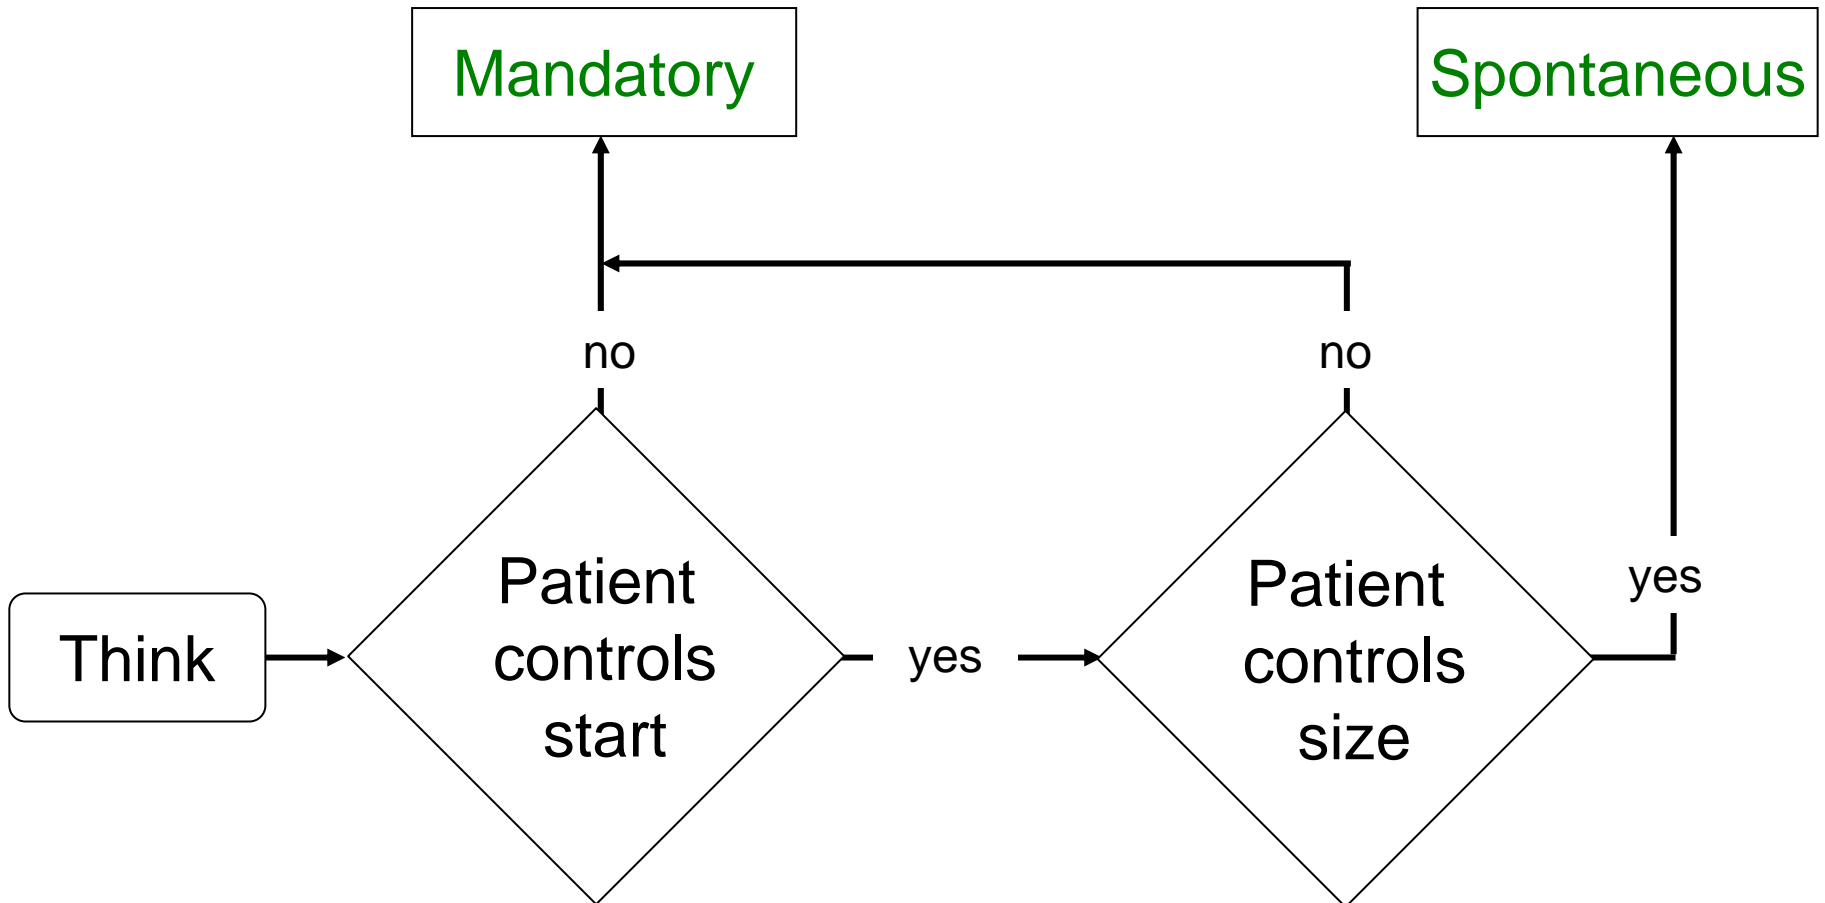 Mandatory
Spontaneous
no
no
Think
Patient
controls
start
yes
Patient
controls
size
yes